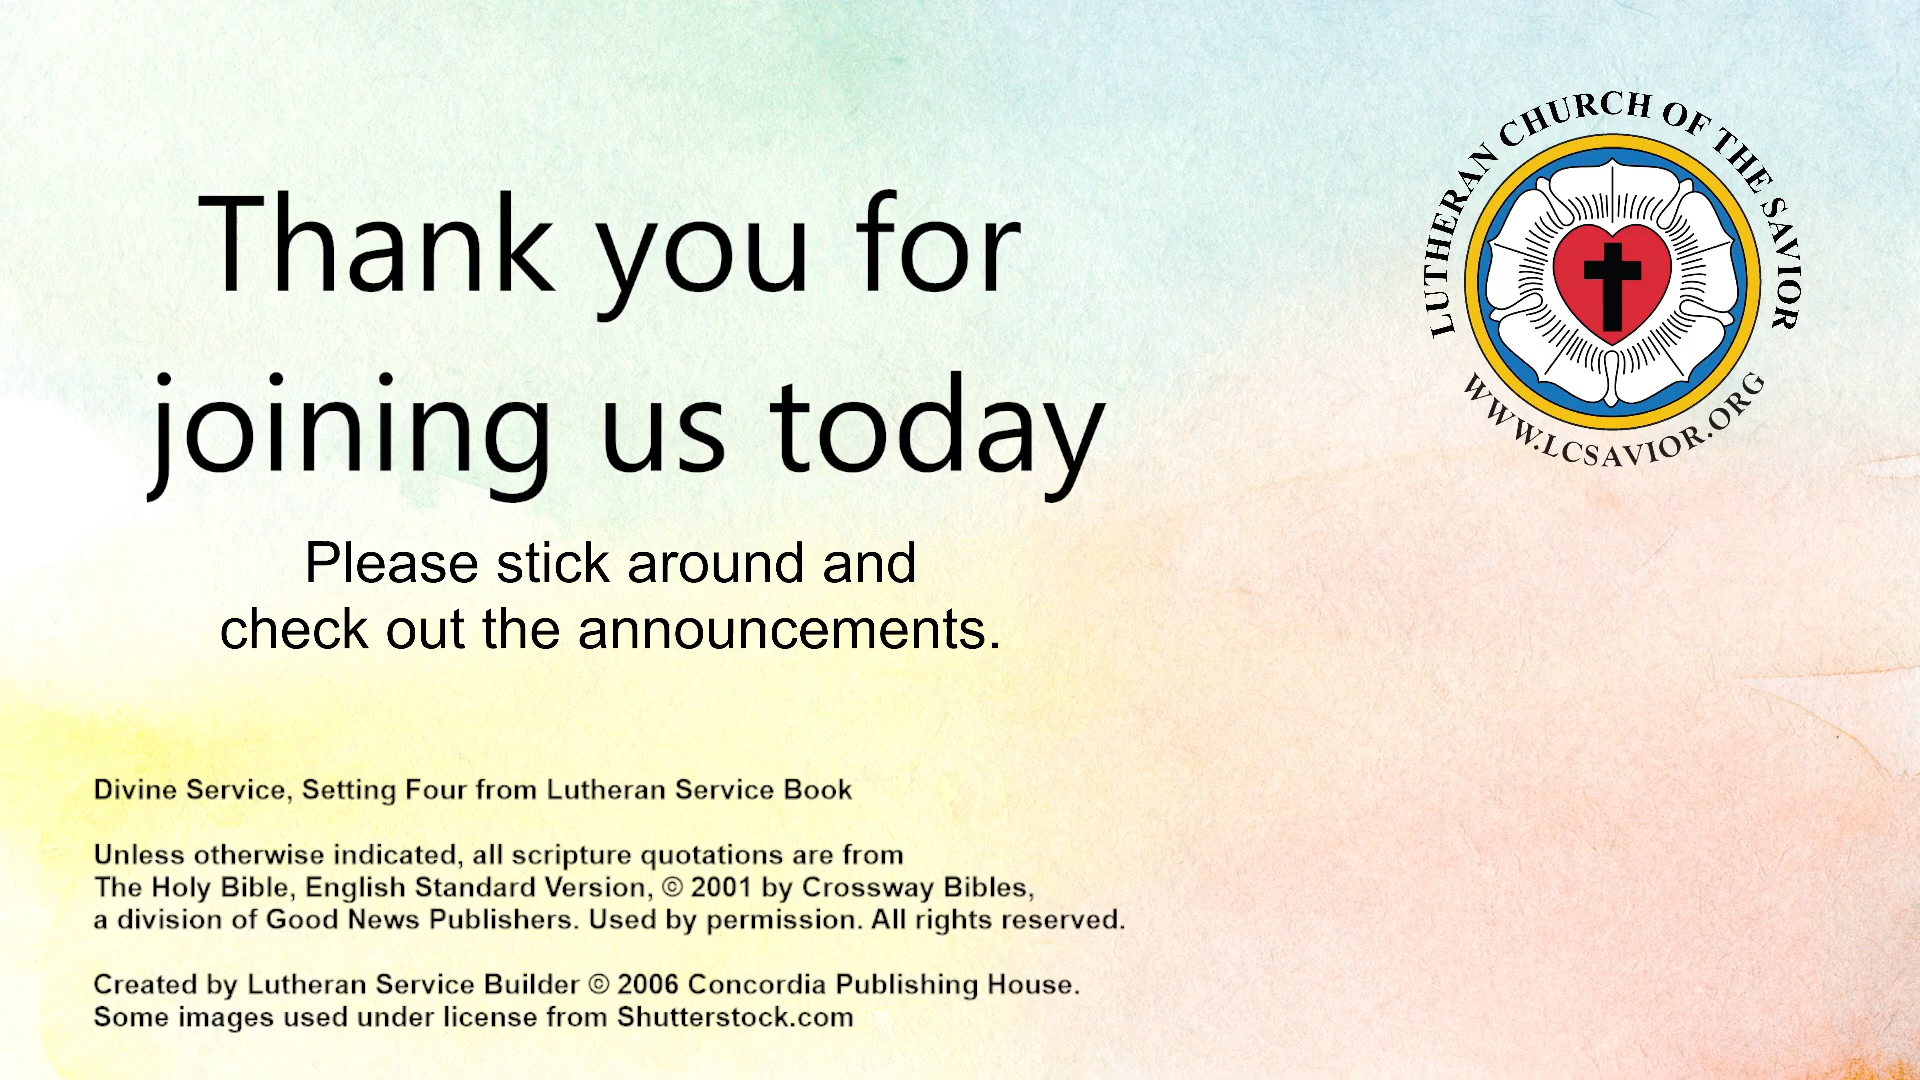 Thank you for
joining us today
Please stick around and
check out the announcements.
LUTHERAN CHURCH OF THE SAVIOR
WWW.LCSAVIOR.ORG
Divine Service, Setting Four from Lutheran Service Book
Unless otherwise indicated, all scripture quotations are from
The Holy Bible, English Standard Version, © 2001 by Crossway Bibles,
a division of Good News Publishers. Used by permission. All rights reserved.
Created by Lutheran Service Builder © 2006 Concordia Publishing House.
Some images used under license from Shutterstock.com